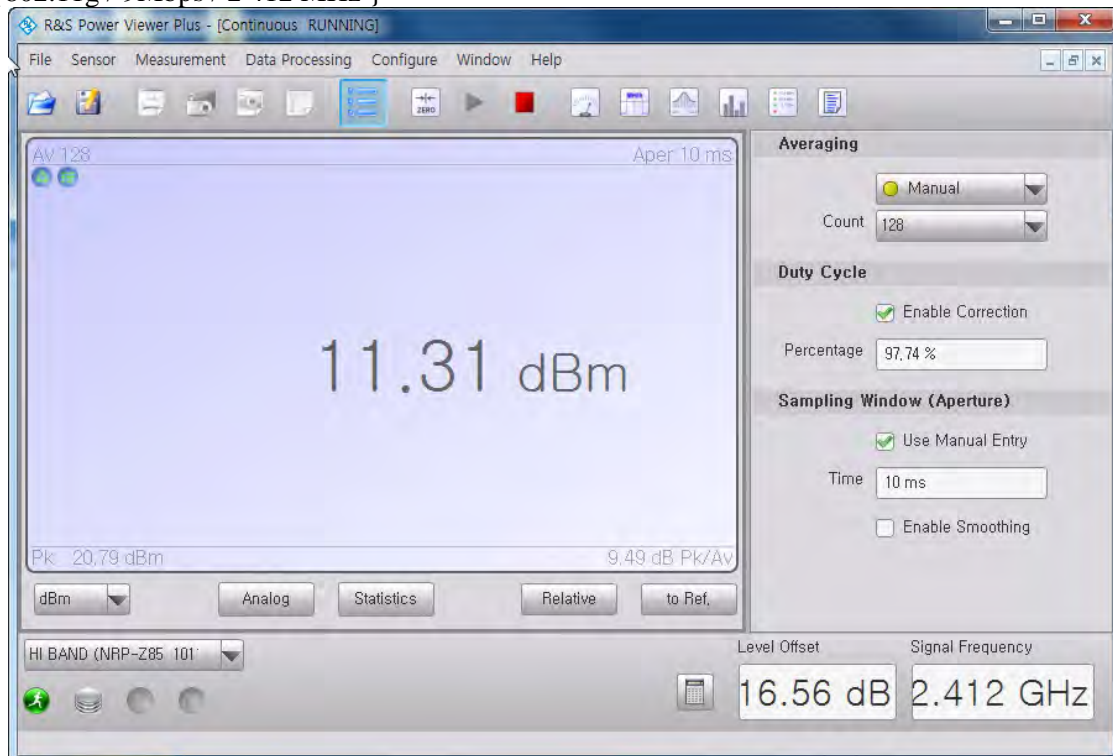 R&S Power Viewer Plus - [Continuous RUNNING]
File Sensor Measurement Data Processing Configure Window Help
ZERO
Av 128 Aper 10 ms
11.31 dBm
Pk 20,79 dBm 9,49 dB Pk/Av
dBm Analog Statistics Relative to Ref,
Averaging
Manual
Count 128
Duty Cycle
Enable Correction
Percentage 97,74 %
Sampling Window (Aperture)
Use Manual Entry
Time 10 ms
Enable Smoothing
HI BAND (NRP-Z85 101
Level Offset Signal Frequency
16.56 dB 2.412 GHz